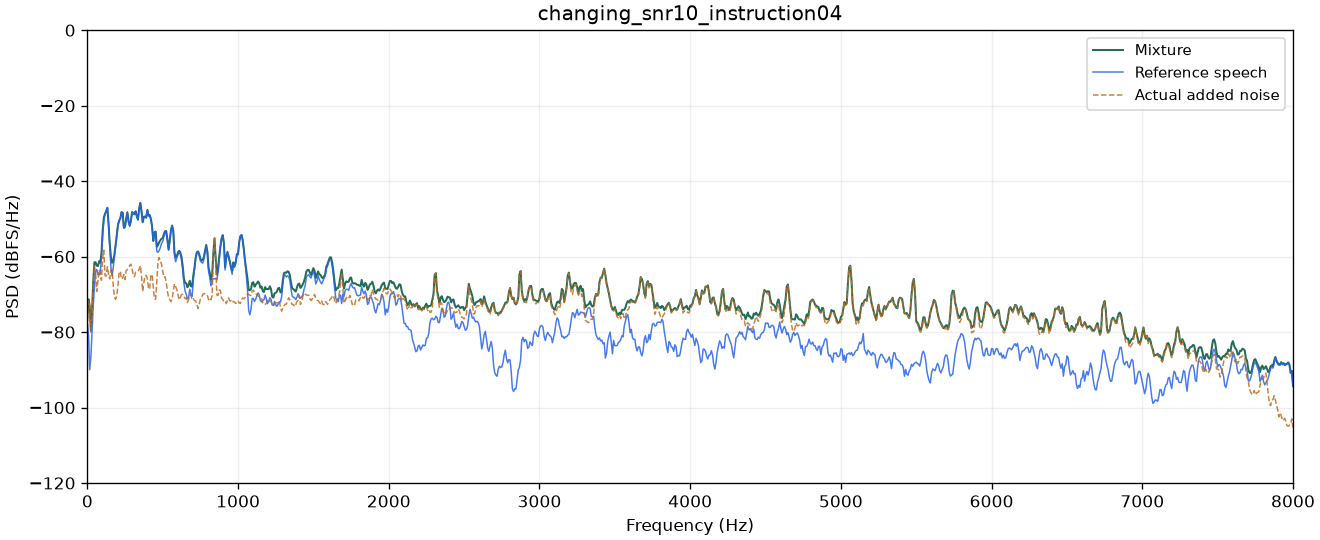 changing_snr10_instruction04
PSD (dBFS/Hz)
0
−20
−40
−60
−80
−100
−120
Mixture
Reference speech
Actual added noise
0 1000 2000 3000 4000 5000 6000 7000 8000
Frequency (Hz)